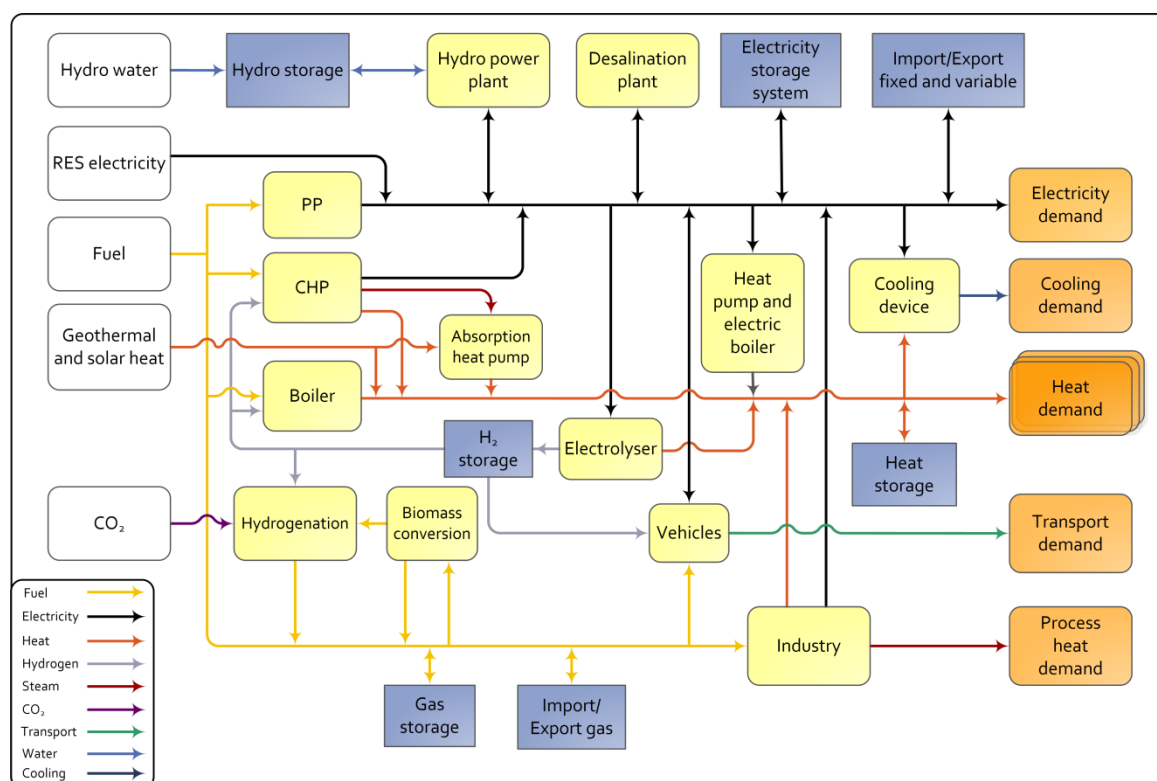 Hydro water
Hydro storage
Hydro power
plant
Desalination
plant
Electricity
storage
system
Import/Export
fixed and variable
RES electricity
PP
Electricity
demand
Fuel
CHP
Heat
pump and
electric
boiler
Cooling
device
Cooling
demand
Geothermal
and solar heat
Absorption
heat pump
Boiler
Heat
demand
H₂
storage
Electrolyser
Heat
storage
CO₂
Hydrogenation
Biomass
conversion
Vehicles
Transport
demand
Industry
Process
heat
demand
Gas
storage
Import/
Export gas
Fuel
Electricity
Heat
Hydrogen
Steam
CO₂
Transport
Water
Cooling